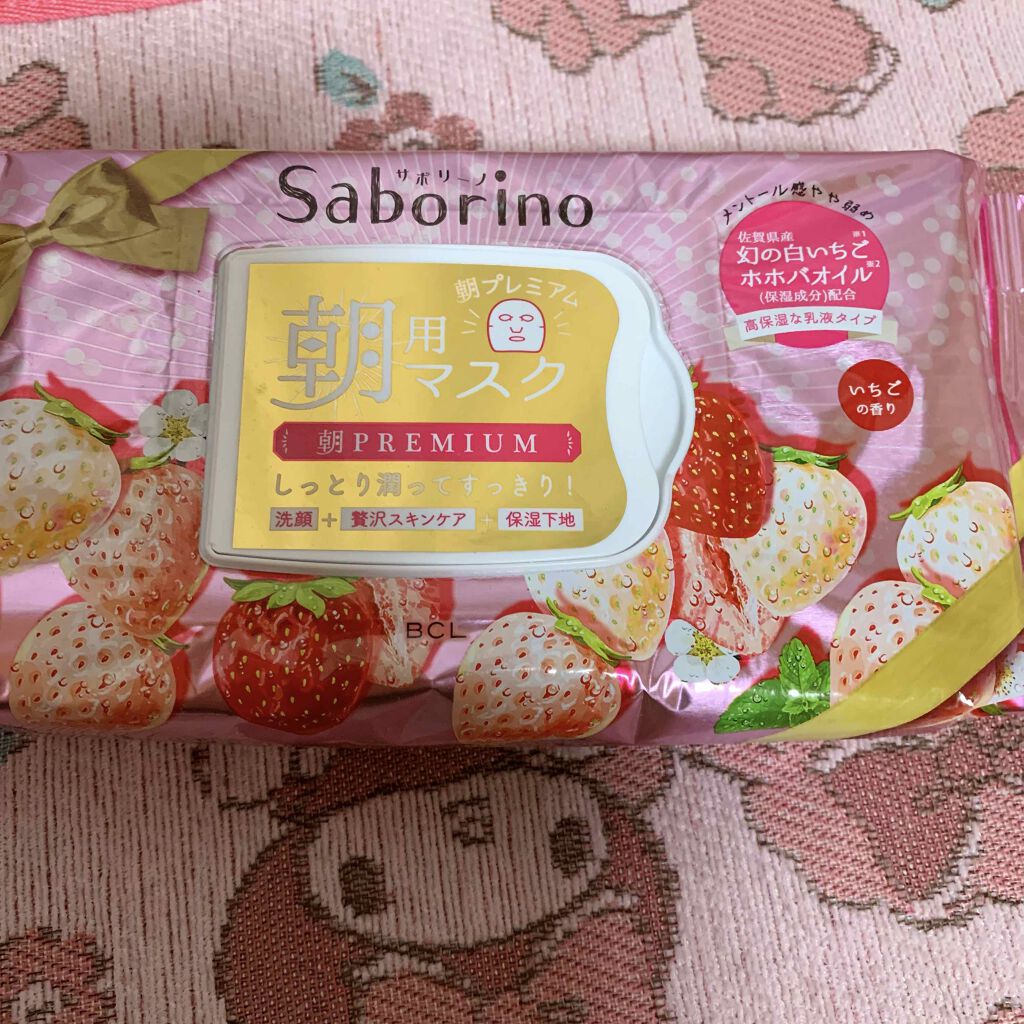 サボリーノ
Saborino
メントール感やや弱め
佐賀県産
幻の白いちご※1
ホホバオイル※2
(保湿成分)配合
高保湿な乳液タイプ
いちご
の香り
朝プレミアム
朝用
マスク
朝PREMIUM
しっとり潤ってすっきり!
洗顔+贅沢スキンケア+保湿下地
BCL